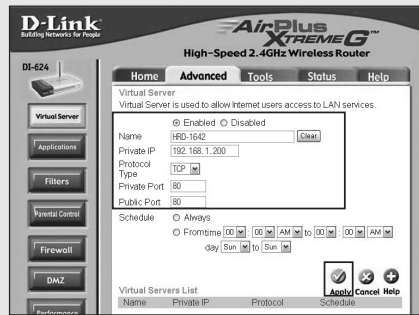 D-Link
Building Networks for People
AirPlus
XTREME G™
High-Speed 2.4GHz Wireless Router
DI-624
Home Advanced Tools Status Help
Virtual Server
Virtual Server is used to allow Internet users access to LAN services.
Enabled Disabled
Name HRD-1642 Clear
Private IP 192.168.1.200
Protocol Type TCP
Private Port 80
Public Port 80
Schedule Always
From time 00 : 00 AM to 00 : 00 AM
day Sun to Sun
Apply Cancel Help
Virtual Servers List
Name Private IP Protocol Schedule
Virtual Server
Applications
Filters
Parental Control
Firewall
DMZ
Performance